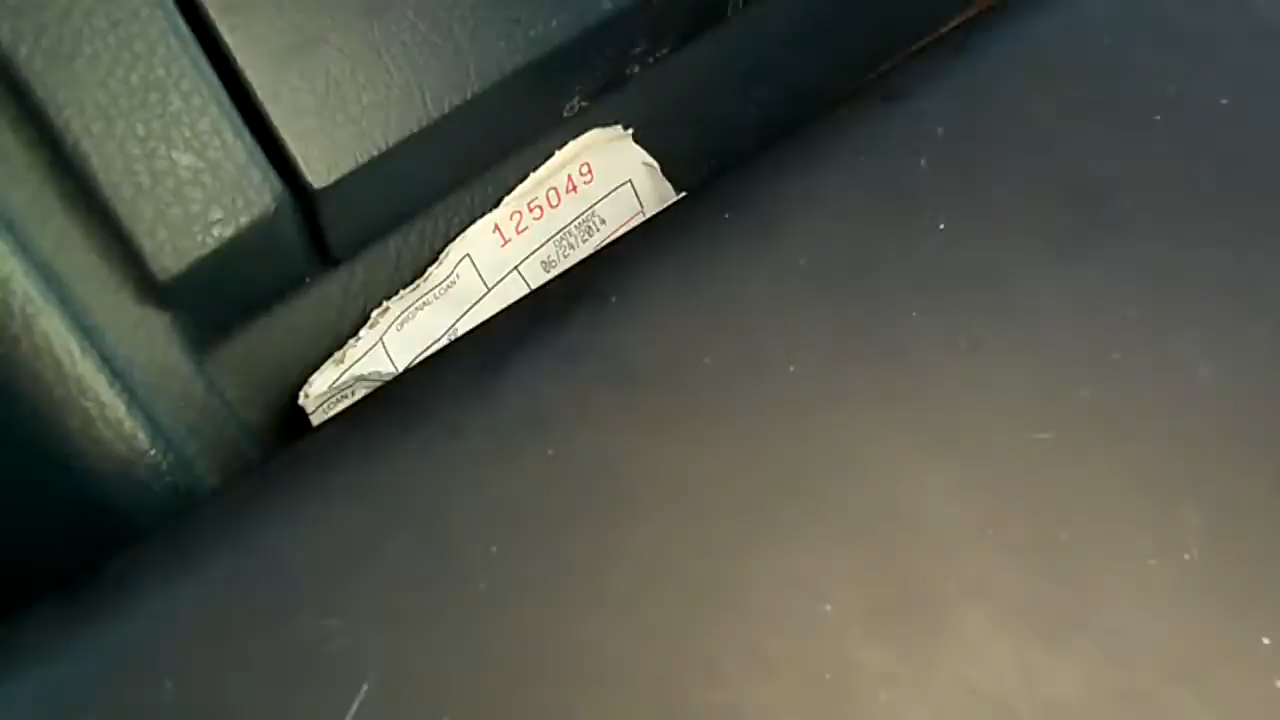 125049
DATE MADE
06/24/2014
ORIGINAL LOAN #
LOAN #